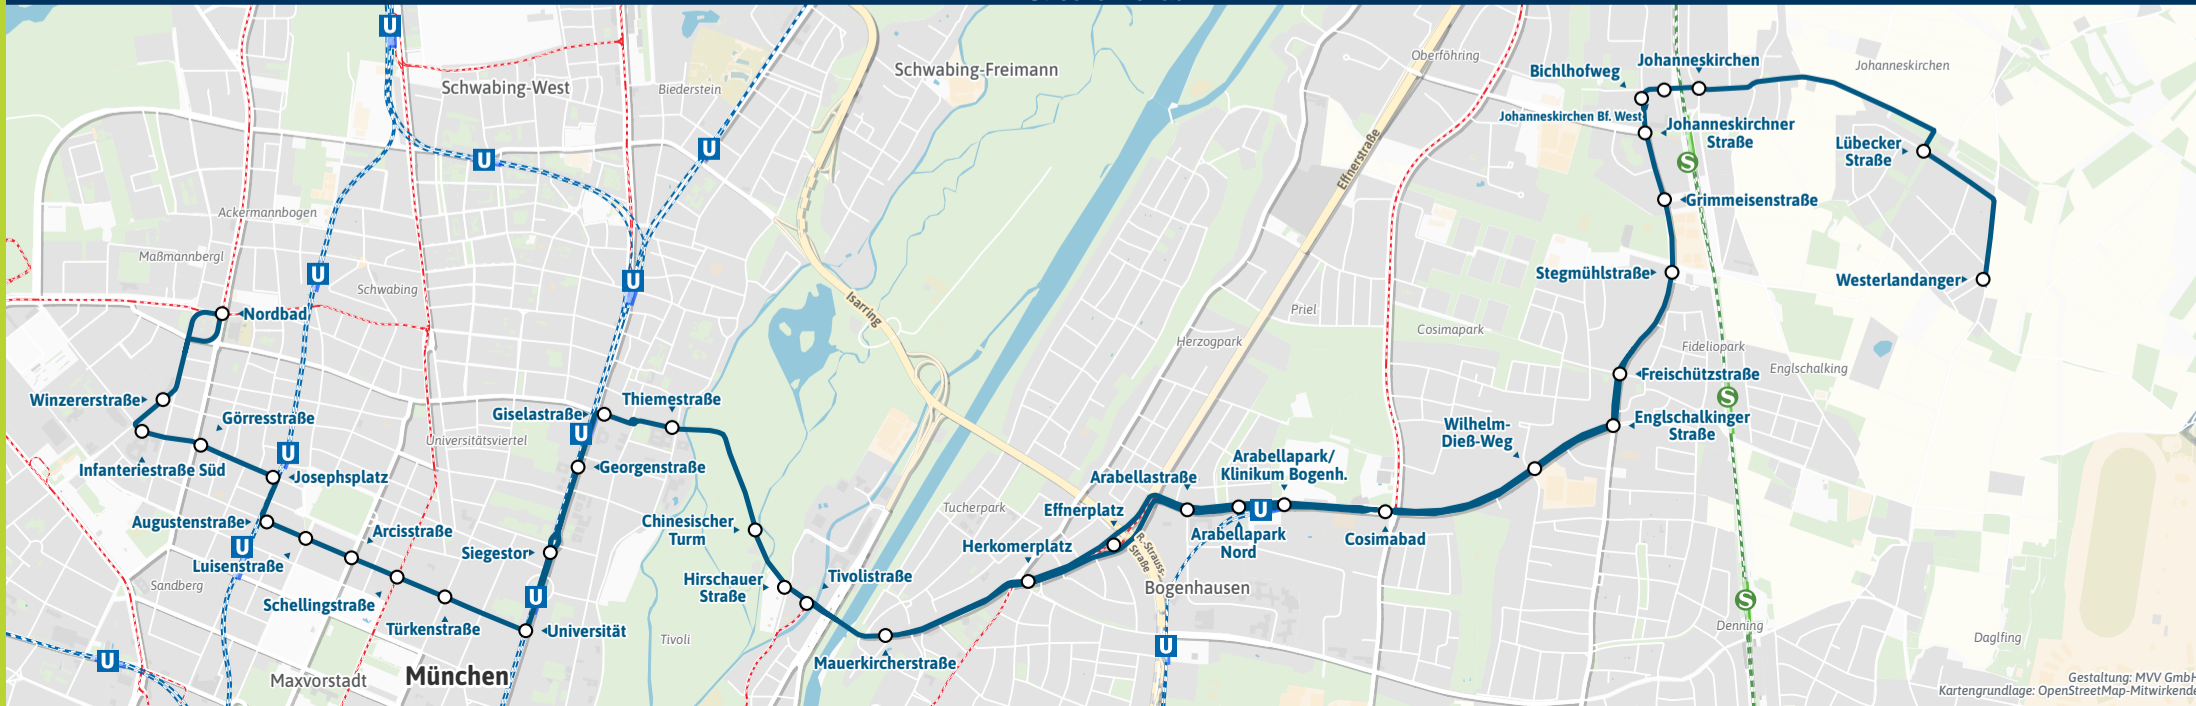 U
Schwabing-West
Biederstein
Schwabing-Freimann
Oberföhring
Johanneskirchen
Bichlhofweg
Johanneskirchen
Johanneskirchen Bf. West
Johanneskirchner
Straße
Lübecker
Straße
U
U
S
Effnerstraße
Grimmeisenstraße
Ackermannbogen
Maßmannbergl
Schwabing
U
U
Stegmühlstraße
Westerlandanger
Nordbad
Isarring
Priel
Herzogpark
Cosimapark
Fideliopark
Englschalking
Freischützstraße
S
Winzererstraße
Görresstraße
Infanteriestraße Süd
U
Josephsplatz
Universitätsviertel
Giselastraße
Thiemestraße
U
Georgenstraße
Wilhelm-
Dieß-Weg
Englschalkinger
Straße
Arabellapark/
Klinikum Bogenh.
Arabellastraße
Effnerplatz
U
Arabellapark
Nord
Cosimabad
Tucherpark
Herkomerplatz
R.-Strauss-
Straße
Bogenhausen
Augustenstraße
Arcisstraße
U
Luisenstraße
Sandberg
Schellingstraße
Türkenstraße
Siegestor
U
Universität
Chinesischer
Turm
Hirschauer
Straße
Tivolistraße
Tivoli
Mauerkircherstraße
U
S
Denning
Daglfing
U
Maxvorstadt
München
Gestaltung: MVV GmbH
Kartengrundlage: OpenStreetMap-Mitwirkende